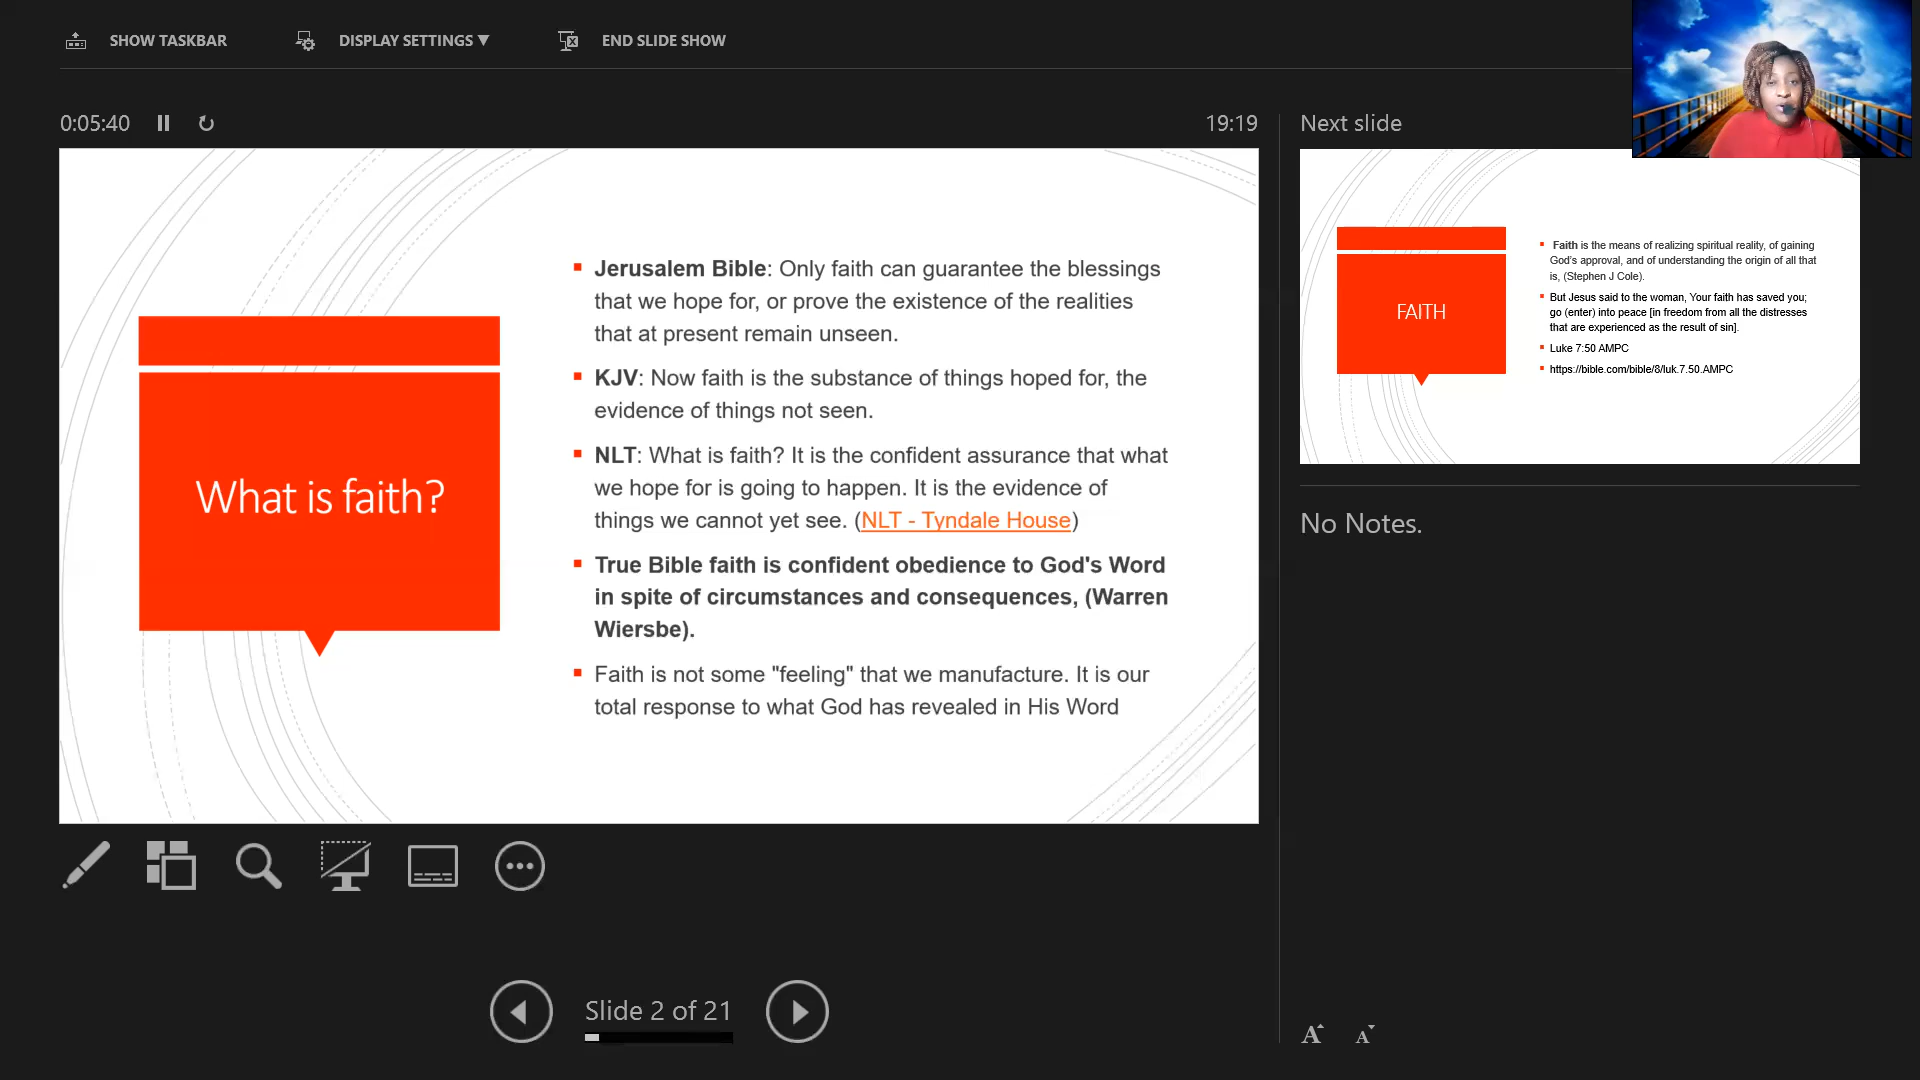 SHOW TASKBAR
DISPLAY SETTINGS ▼
END SLIDE SHOW
0:05:40
19:19
Next slide
What is faith?
Jerusalem Bible: Only faith can guarantee the blessings
that we hope for, or prove the existence of the realities
that at present remain unseen.
KJV: Now faith is the substance of things hoped for, the
evidence of things not seen.
NLT: What is faith? It is the confident assurance that what
we hope for is going to happen. It is the evidence of
things we cannot yet see. (NLT - Tyndale House)
True Bible faith is confident obedience to God's Word
in spite of circumstances and consequences, (Warren
Wiersbe).
Faith is not some "feeling" that we manufacture. It is our
total response to what God has revealed in His Word
FAITH
Faith is the means of realizing spiritual reality, of gaining
God's approval, and of understanding the origin of all that
is, (Stephen J Cole).
But Jesus said to the woman, Your faith has saved you;
go (enter) into peace [in freedom from all the distresses
that are experienced as the result of sin].
Luke 7:50 AMPC
https://bible.com/bible/8/luk.7.50.AMPC
No Notes.
Slide 2 of 21
A A